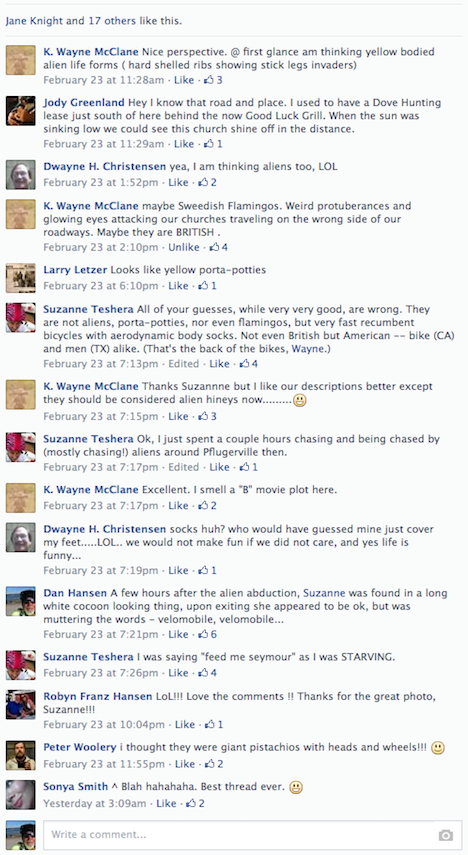 Jane Knight and 17 others like this.
K. Wayne McClane Nice perspective. @ first glance am thinking yellow bodied
alien life forms ( hard shelled ribs showing stick legs invaders)
February 23 at 11:28am · Like · 3
Jody Greenland Hey I know that road and place. I used to have a Dove Hunting
lease just south of here behind the now Good Luck Grill. When the sun was
sinking low we could see this church shine off in the distance.
February 23 at 11:29am · Like · 1
Dwayne H. Christensen yea, I am thinking aliens too, LOL
February 23 at 1:52pm · Like · 2
K. Wayne McClane maybe Sweedish Flamingos. Weird protuberances and
glowing eyes attacking our churches traveling on the wrong side of our
roadways. Maybe they are BRITISH .
February 23 at 2:10pm · Unlike · 4
Larry Letzer Looks like yellow porta-potties
February 23 at 6:10pm · Like · 1
Suzanne Teshera All of your guesses, while very very good, are wrong. They
are not aliens, porta-potties, nor even flamingos, but very fast recumbent
bicycles with aerodynamic body socks. Not even British but American -- bike (CA)
and men (TX) alike. (That's the back of the bikes, Wayne.)
February 23 at 7:13pm · Edited · Like · 4
K. Wayne McClane Thanks Suzannne but I like our descriptions better except
they should be considered alien hineys now.........
February 23 at 7:15pm · Like · 3
Suzanne Teshera Ok, I just spent a couple hours chasing and being chased by
(mostly chasing!) aliens around Pflugerville then.
February 23 at 7:17pm · Edited · Like · 1
K. Wayne McClane Excellent. I smell a "B" movie plot here.
February 23 at 7:17pm · Like · 2
Dwayne H. Christensen socks huh? who would have guessed mine just cover
my feet.....LOL.. we would not make fun if we did not care, and yes life is
funny...
February 23 at 7:19pm · Like · 1
Dan Hansen A few hours after the alien abduction, Suzanne was found in a long
white cocoon looking thing, upon exiting she appeared to be ok, but was
muttering the words - velomobile, velomobile...
February 23 at 7:21pm · Like · 6
Suzanne Teshera I was saying "feed me seymour" as I was STARVING.
February 23 at 7:26pm · Like · 4
Robyn Franz Hansen LoL!!! Love the comments !! Thanks for the great photo,
Suzanne!!!
February 23 at 10:04pm · Like · 1
Peter Woolery i thought they were giant pistachios with heads and wheels!!!
February 23 at 11:55pm · Like · 2
Sonya Smith ^ Blah hahahaha. Best thread ever.
Yesterday at 3:09am · Like · 2
Write a comment...